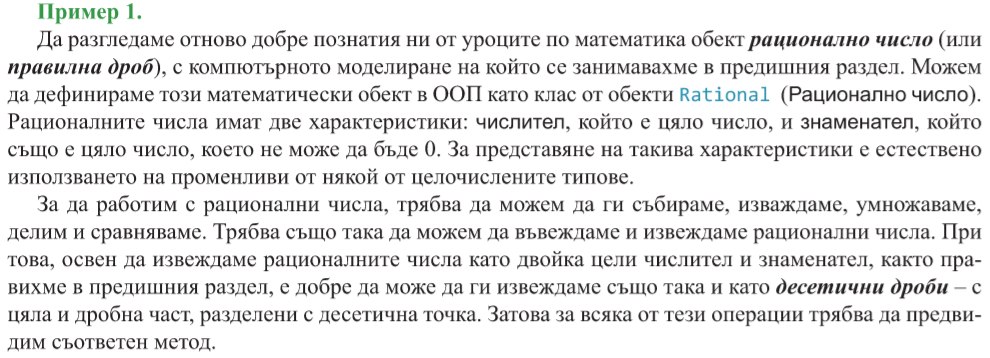 Пример 1.
Да разгледаме отново добре познатия ни от уроците по математика обект рационално число (или
правилна дроб), с компютърното моделиране на който се занимавахме в предишния раздел. Можем
да дефинираме този математически обект в ООП като клас от обекти Rational (Рационално число).
Рационалните числа имат две характеристики: числител, който е цяло число, и знаменател, който
също е цяло число, което не може да бъде 0. За представяне на такива характеристики е естествено
използването на променливи от някой от целочислените типове.
За да работим с рационални числа, трябва да можем да ги събираме, изваждаме, умножаваме,
делим и сравняваме. Трябва също така да можем да въвеждаме и извеждаме рационални числа. При
това, освен да извеждаме рационалните числа като двойка цели числител и знаменател, както пра-
вихме в предишния раздел, е добре да може да ги извеждаме също така и като десетични дроби – с
цяла и дробна част, разделени с десетична точка. Затова за всяка от тези операции трябва да предви-
дим съответен метод.